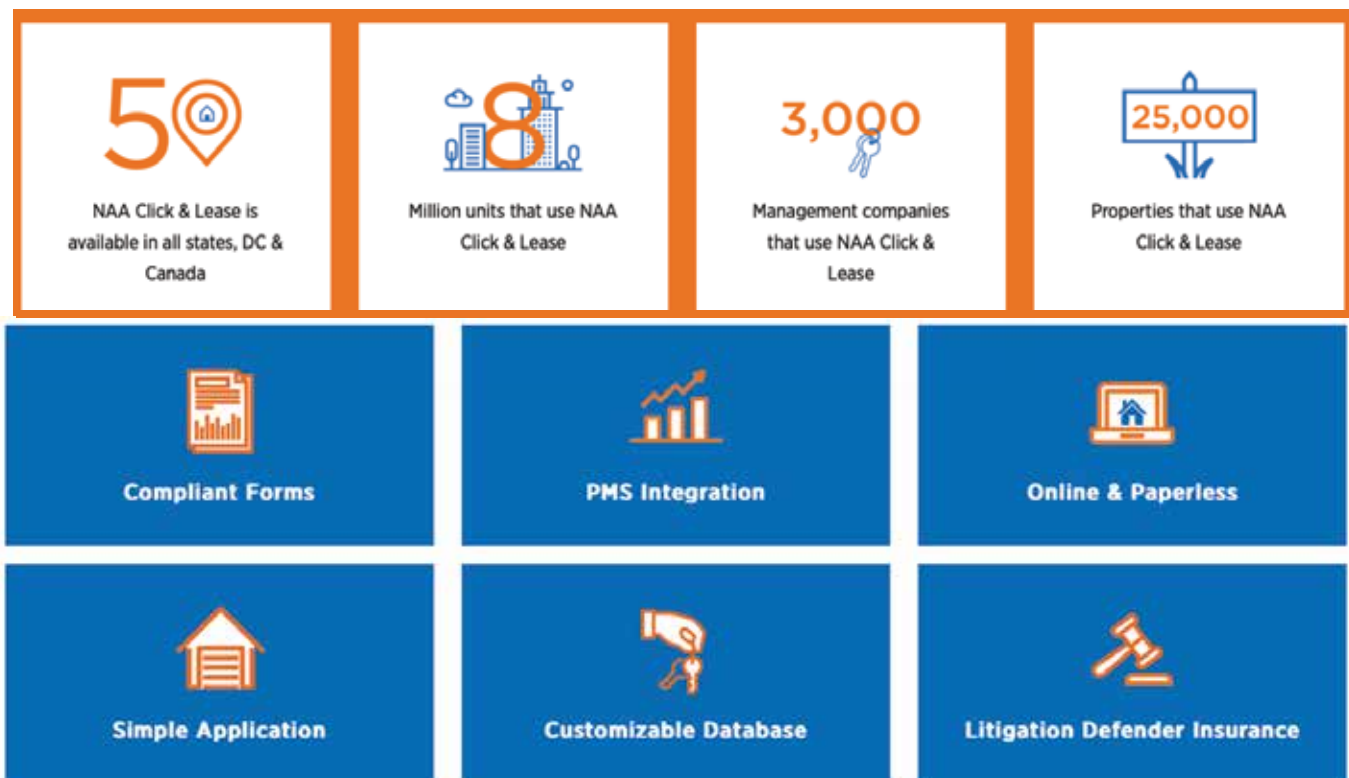 50
NAA Click & Lease is
available in all states, DC &
Canada
8
Million units that use NAA
Click & Lease
3,000
Management companies
that use NAA Click &
Lease
25,000
Properties that use NAA
Click & Lease
Compliant Forms
PMS Integration
Online & Paperless
Simple Application
Customizable Database
Litigation Defender Insurance